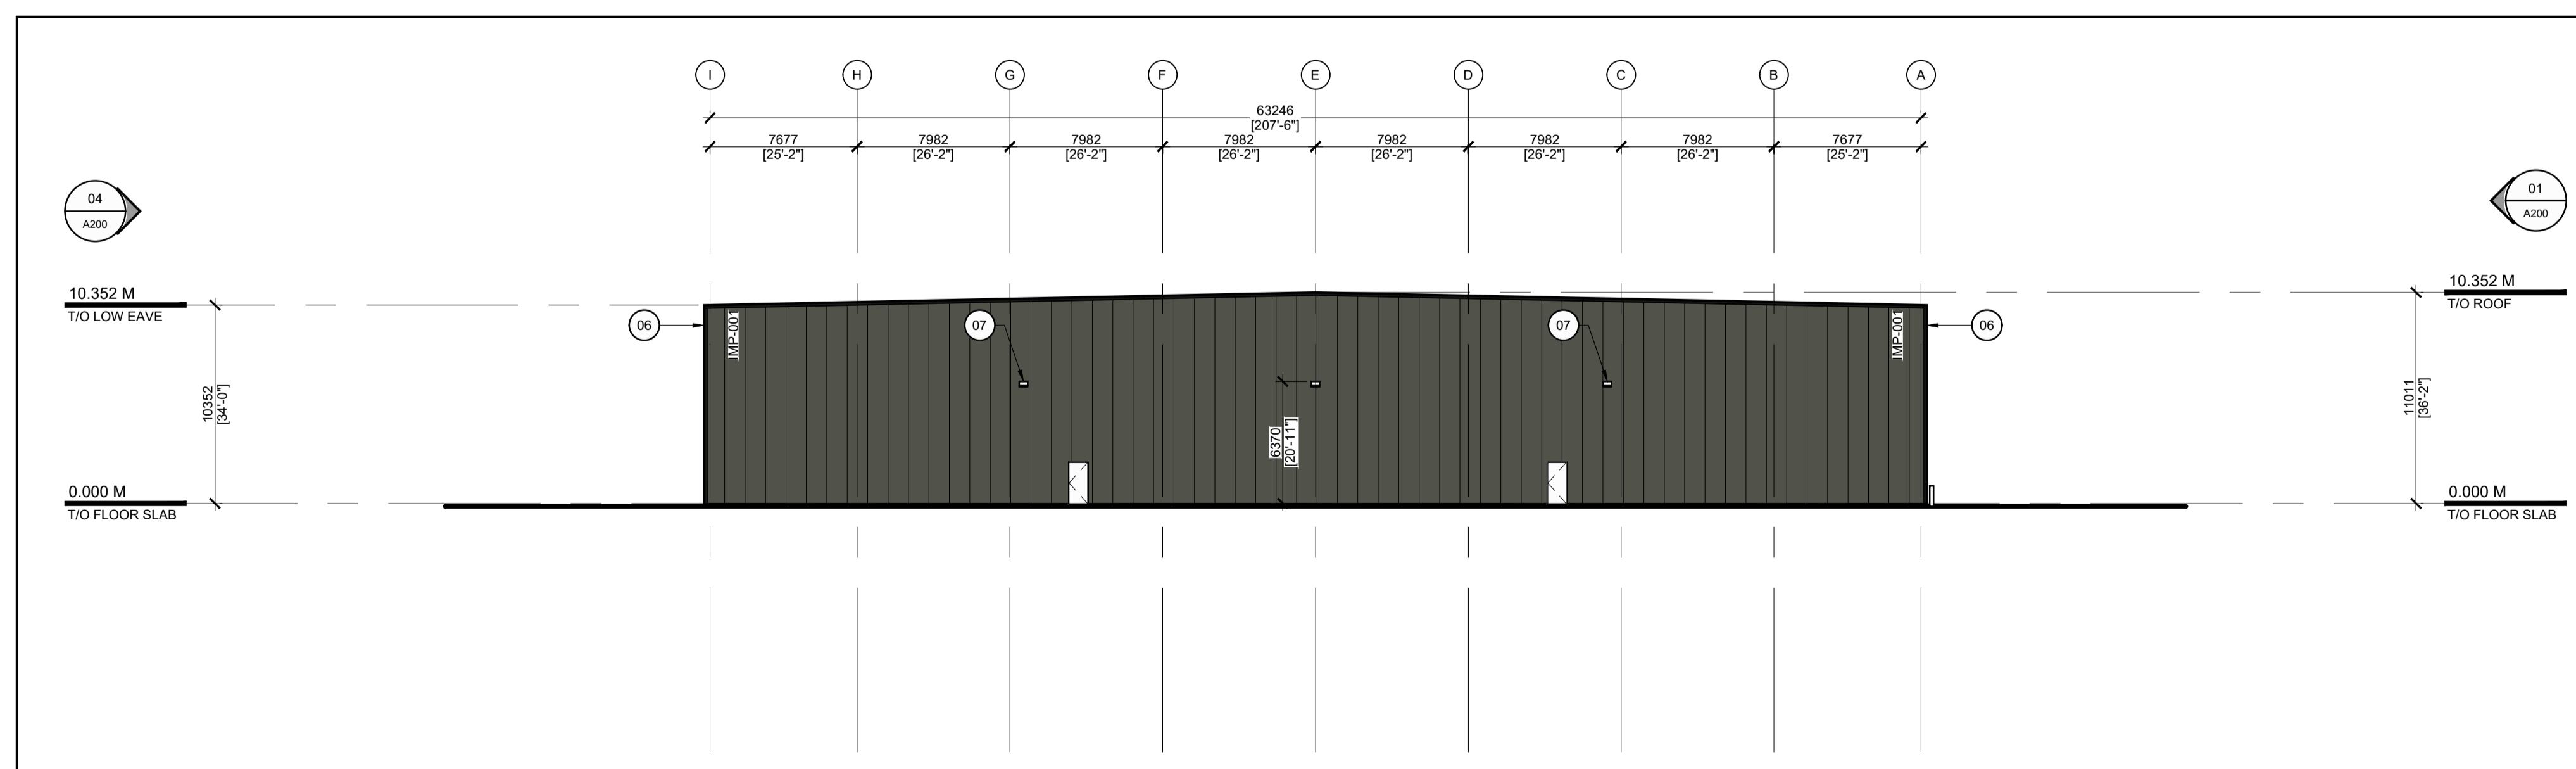 I H G F E D C B A
63246
[207'-6"]
7677 7982 7982 7982 7982 7982 7982 7677
[25'-2"] [26'-2"] [26'-2"] [26'-2"] [26'-2"] [26'-2"] [26'-2"] [25'-2"]
04
A200
01
A200
10.352 M
T/O LOW EAVE
10.352 M
T/O ROOF
06
IMP-001
07
07
IMP-001
06
10352
[34'-0"]
6370
[20'-11"]
11011
[36'-2"]
0.000 M
T/O FLOOR SLAB
0.000 M
T/O FLOOR SLAB